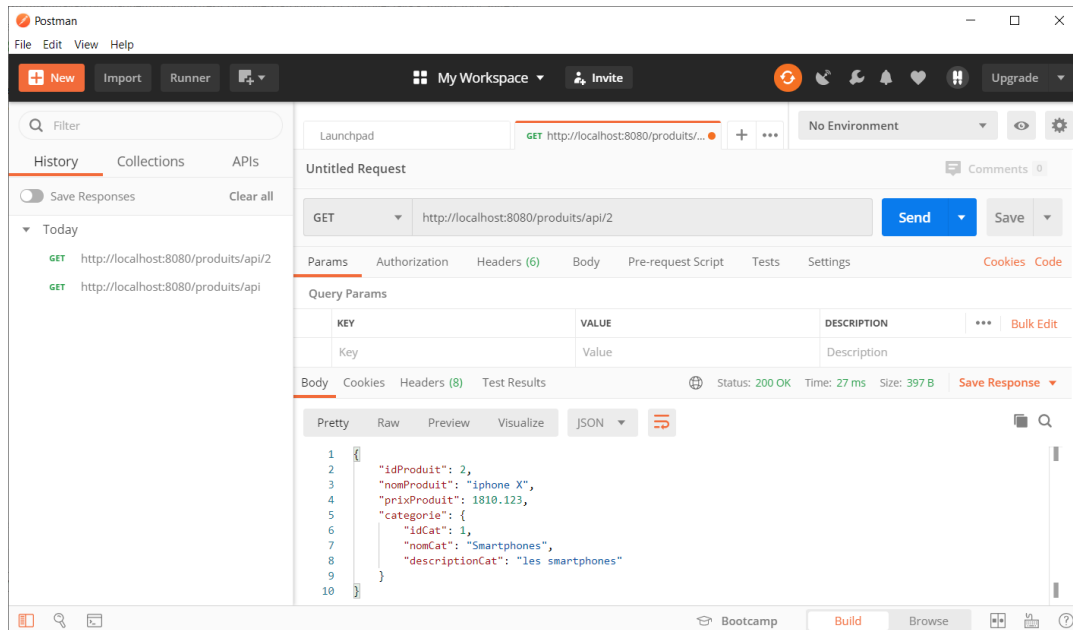 Postman
File Edit View Help
New Import Runner My Workspace Invite Upgrade
Filter
History Collections APIs
Save Responses Clear all
Today
GET http://localhost:8080/produits/api/2
GET http://localhost:8080/produits/api
Launchpad GET http://localhost:8080/produits/... + ••• No Environment
Untitled Request Comments 0
GET http://localhost:8080/produits/api/2 Send Save
Params Authorization Headers (6) Body Pre-request Script Tests Settings Cookies Code
Query Params
KEY VALUE DESCRIPTION ••• Bulk Edit
Key Value Description
Body Cookies Headers (8) Test Results Status: 200 OK Time: 27 ms Size: 397 B Save Response
Pretty Raw Preview Visualize JSON
1 {
2 "idProduit": 2,
3 "nomProduit": "iphone X",
4 "prixProduit": 1810.123,
5 "categorie": {
6 "idCat": 1,
7 "nomCat": "Smartphones",
8 "descriptionCat": "les smartphones"
9 }
10 }
Bootcamp Build Browse